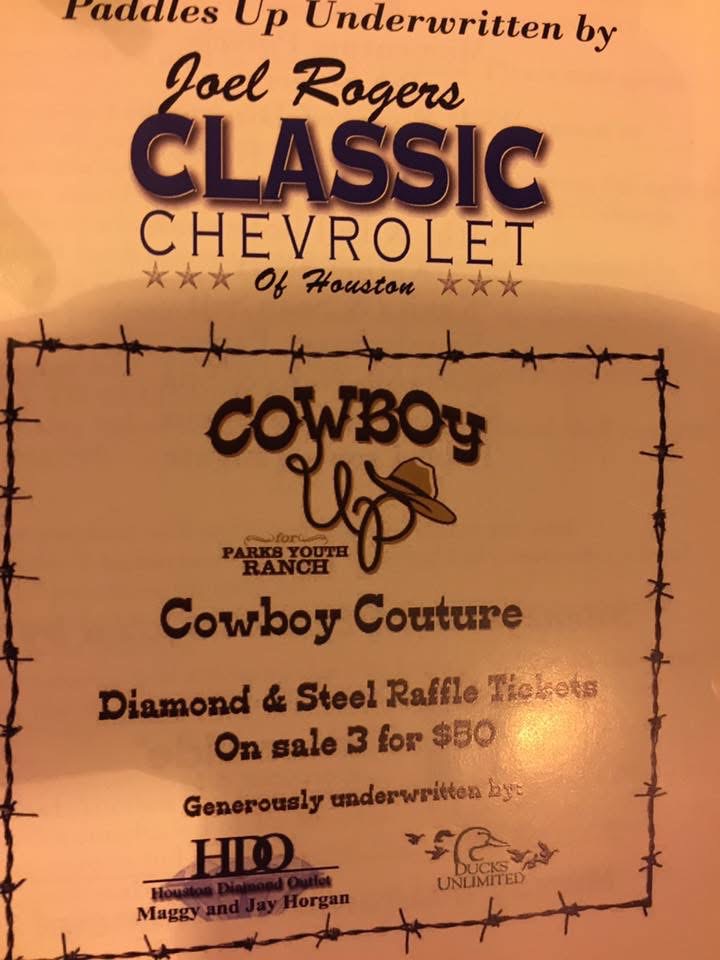 Paddles Up Underwritten by
Joel Rogers
CLASSIC
CHEVROLET
Of Houston
COWBOY
Up
for
PARKS YOUTH
RANCH
Cowboy Couture
Diamond & Steel Raffle Tickets
On sale 3 for $50
Generously underwritten by:
HDO
Houston Diamond Outlet
Maggy and Jay Horgan
DUCKS
UNLIMITED